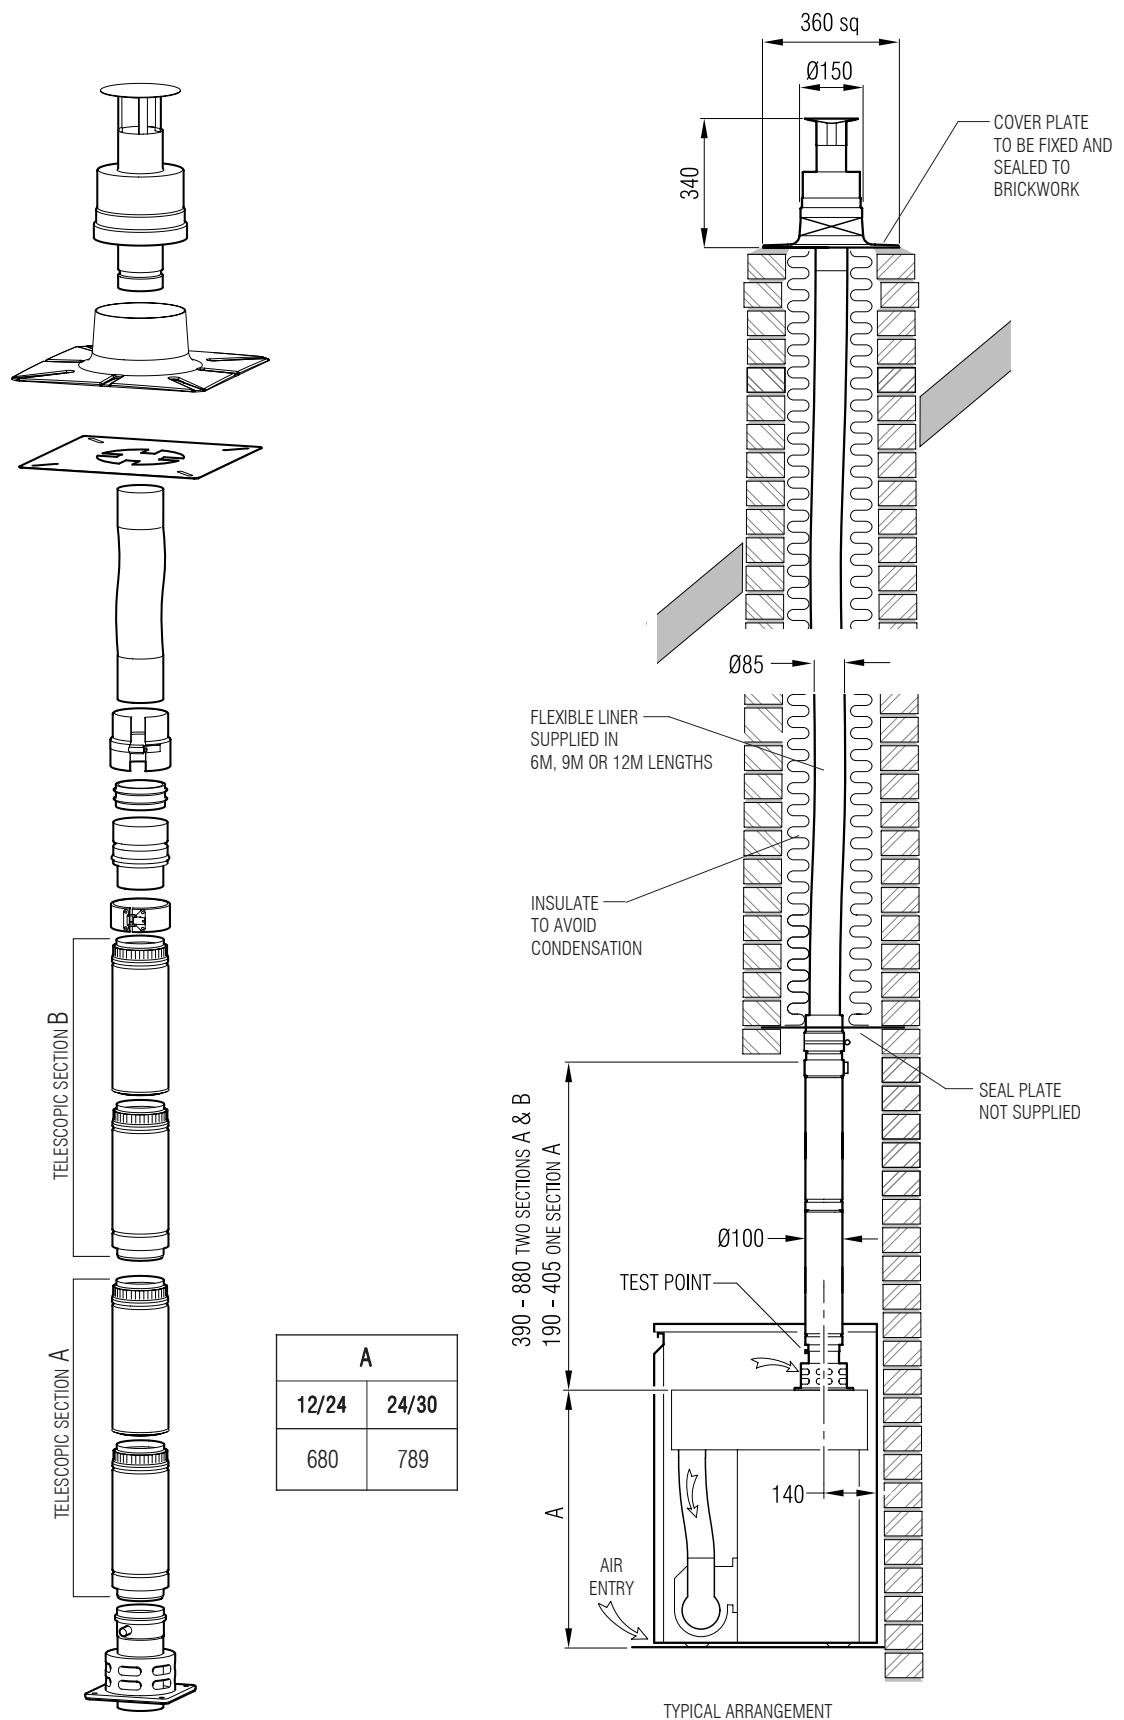 360 sq
Ø150
COVER PLATE
TO BE FIXED AND
SEALED TO
BRICKWORK
340
Ø85
FLEXIBLE LINER
SUPPLIED IN
6M, 9M OR 12M LENGTHS
INSULATE
TO AVOID
CONDENSATION
TELESCOPIC SECTION B
SEAL PLATE
NOT SUPPLIED
390 - 880 TWO SECTIONS A & B
190 - 405 ONE SECTION A
Ø100
TEST POINT
TELESCOPIC SECTION A
A
12/24 24/30
680 789
140
A
AIR
ENTRY
TYPICAL ARRANGEMENT